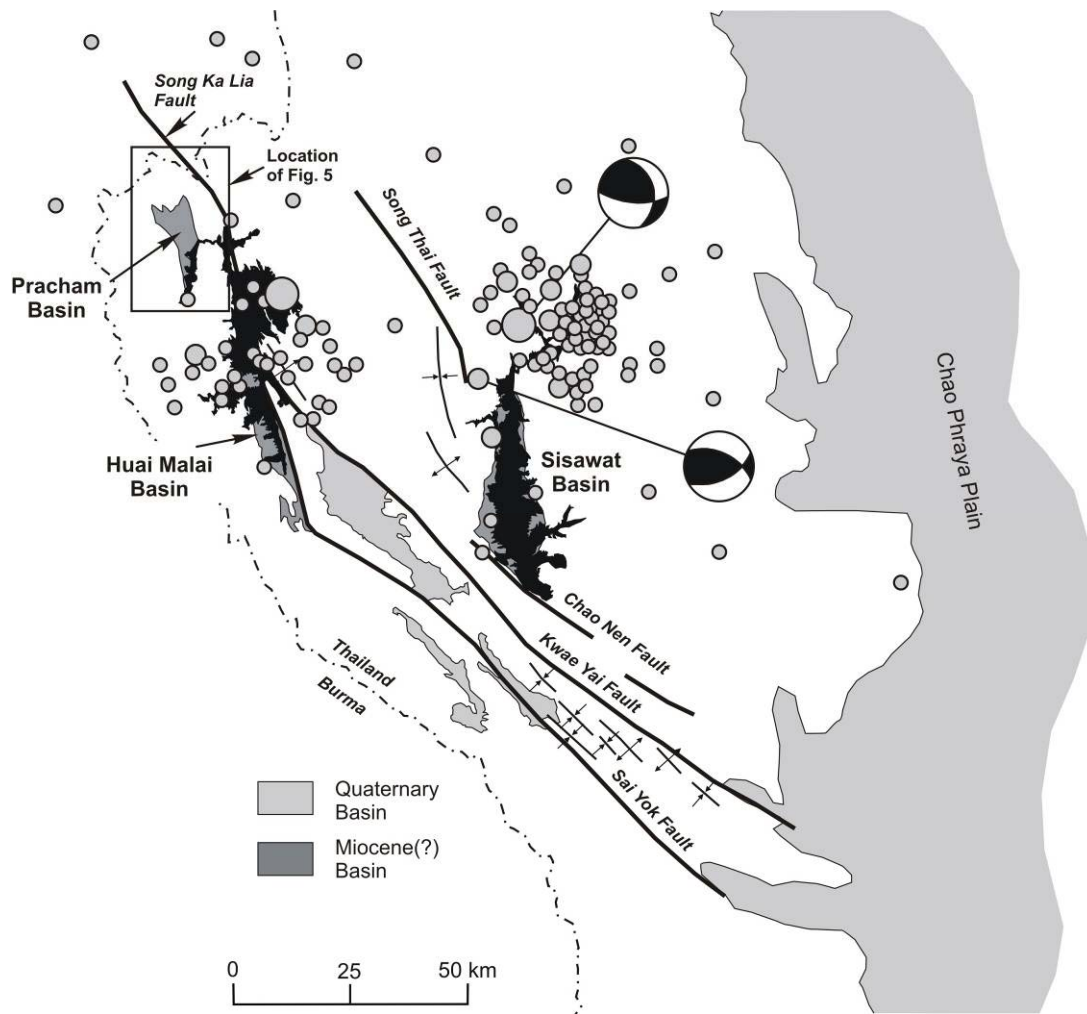 Song Ka Lia
Fault
Location
of Fig. 5
Song Thai Fault
Pracham
Basin
Chao Phraya Plain
Huai Malai
Basin
Sisawat
Basin
Chao Nen Fault
Kwae Yai Fault
Thailand
Burma
Sai Yok Fault
Quaternary
Basin
Miocene(?)
Basin
0 25 50 km